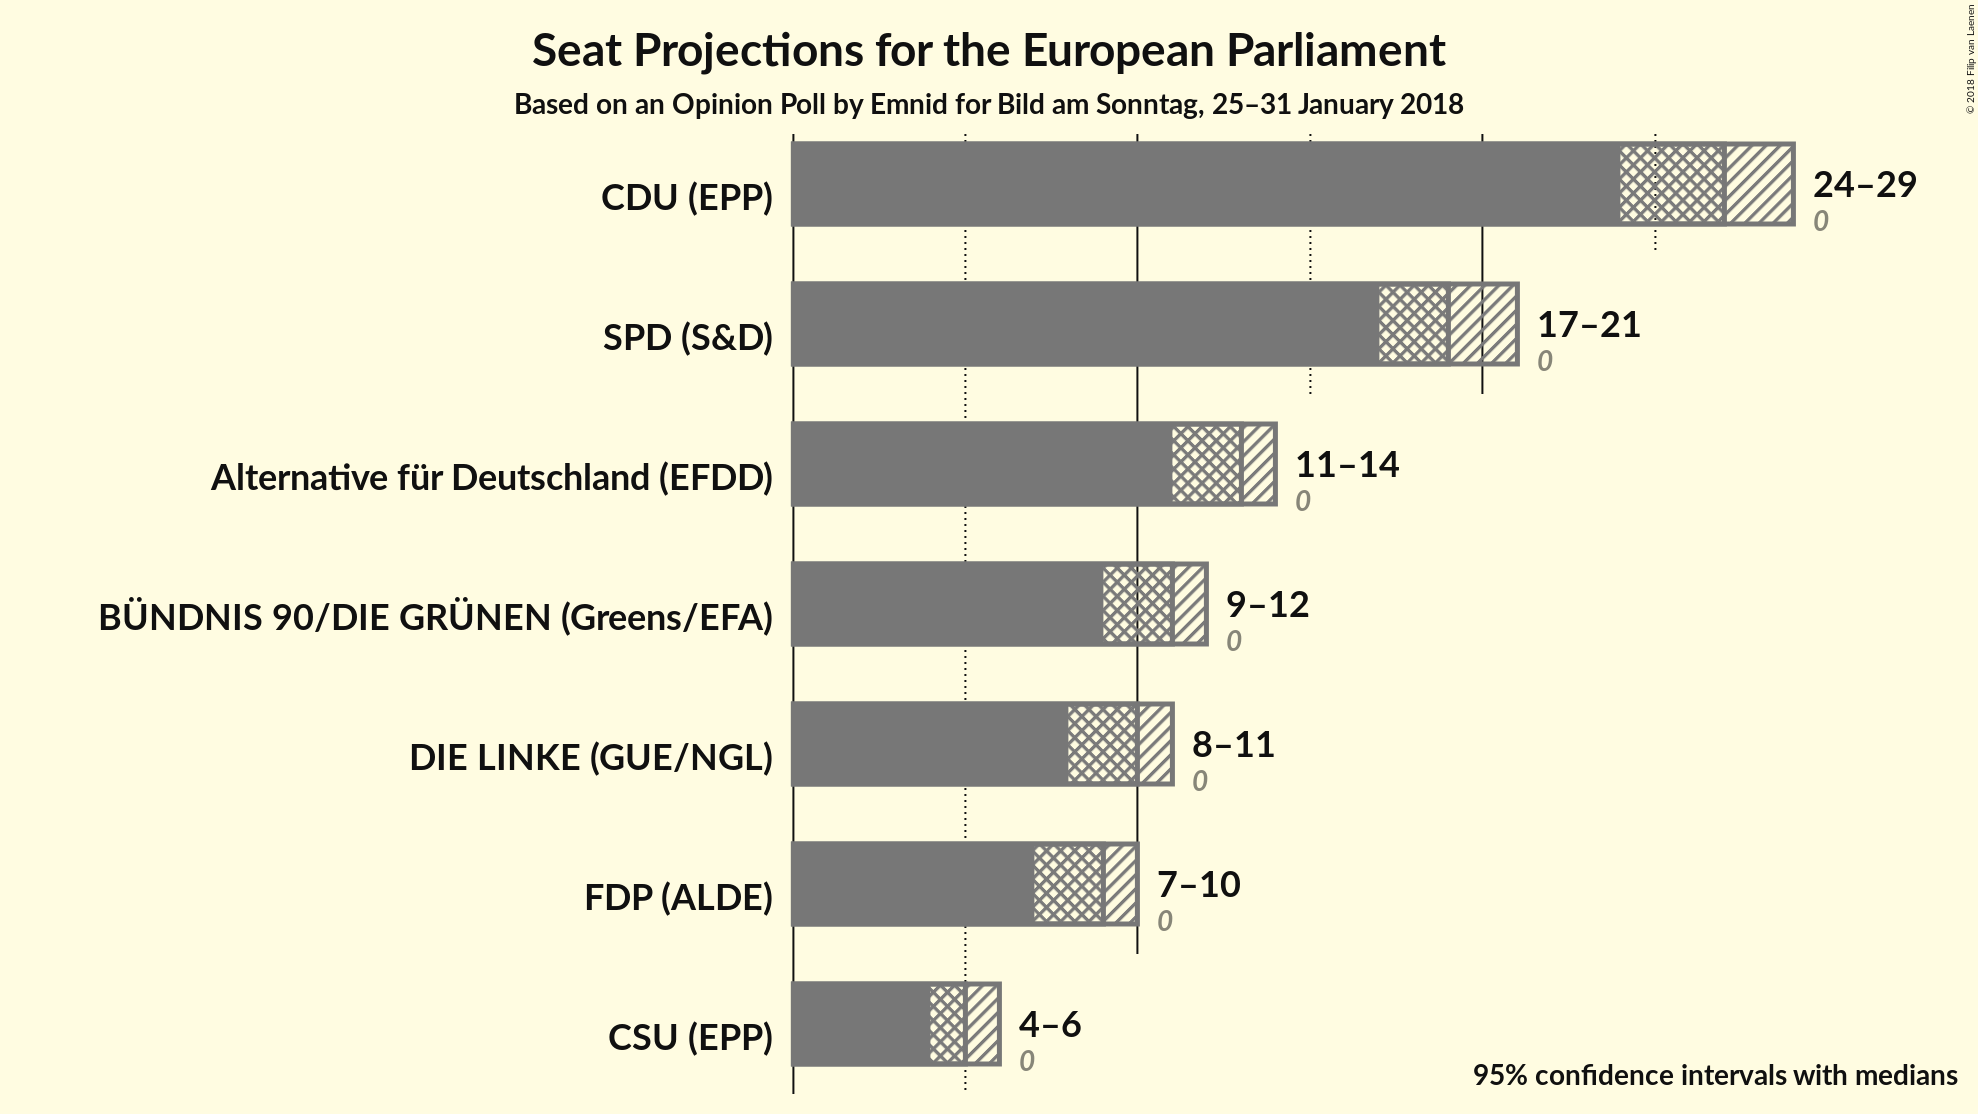 Seat Projections for the European Parliament
Based on an Opinion Poll by Emnid for Bild am Sonntag, 25–31 January 2018
© 2018 Filip van Laenen
CDU (EPP)
24–29
0
SPD (S&D)
17–21
0
Alternative für Deutschland (EFDD)
11–14
0
BÜNDNIS 90/DIE GRÜNEN (Greens/EFA)
9–12
0
DIE LINKE (GUE/NGL)
8–11
0
FDP (ALDE)
7–10
0
CSU (EPP)
4–6
0
95% confidence intervals with medians